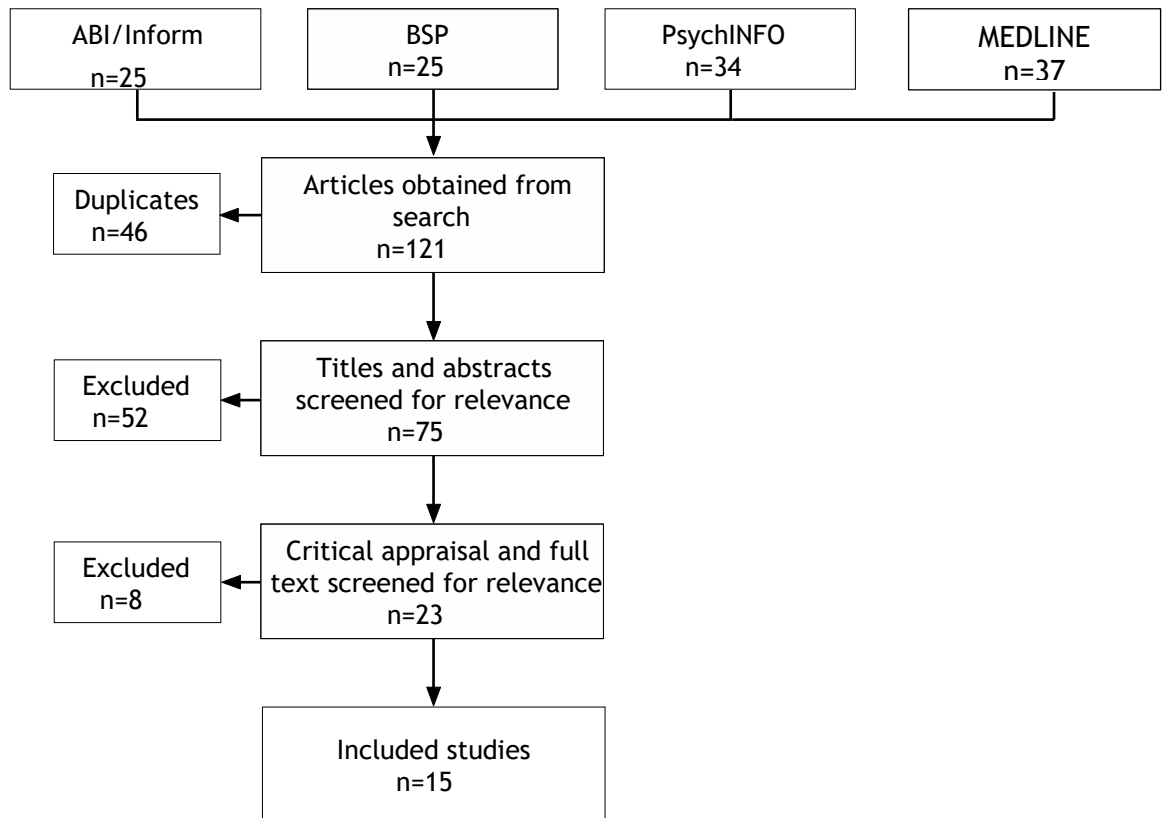 ABI/Inform
n=25
BSP
n=25
PsychINFO
n=34
MEDLINE
n=37
Articles obtained from
search
n=121
Duplicates
n=46
Titles and abstracts
screened for relevance
n=75
Excluded
n=52
Critical appraisal and full
text screened for relevance
n=23
Excluded
n=8
Included studies
n=15